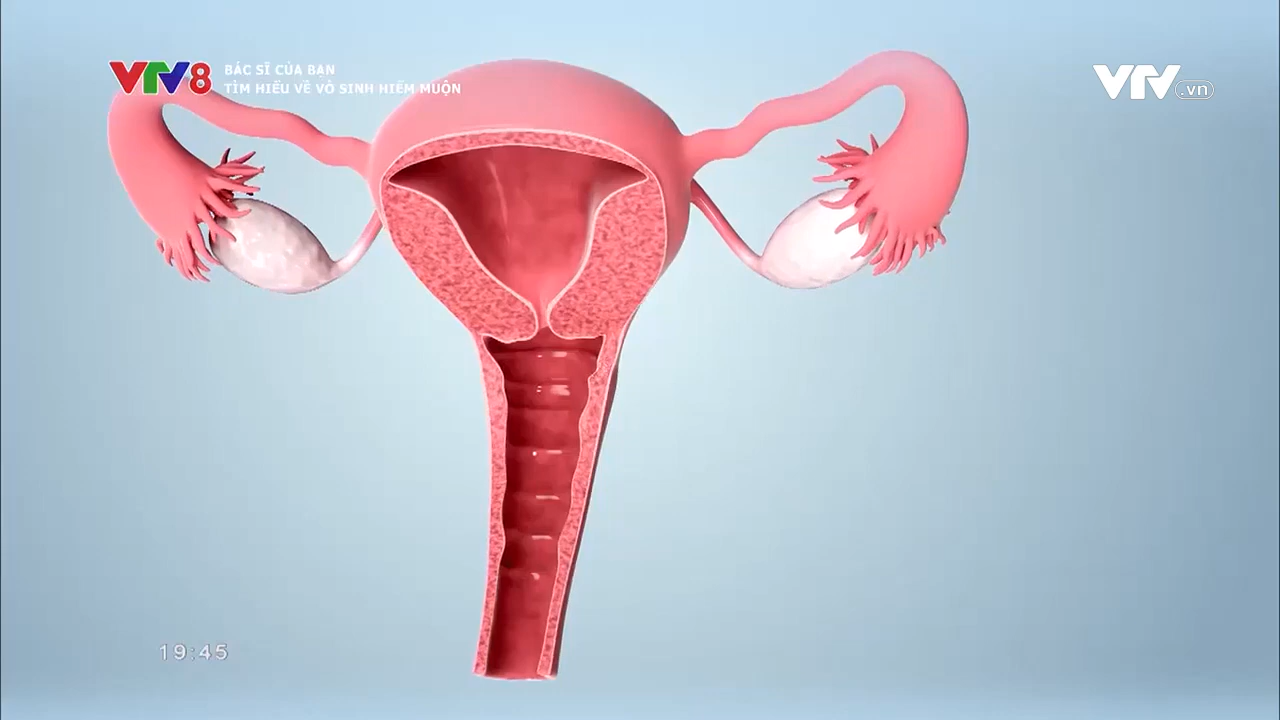 VTV8
BÁC SĨ CỦA BẠN
TÌM HIỂU VỀ VÔ SINH HIẾM MUỘN
VTV.vn
19:45